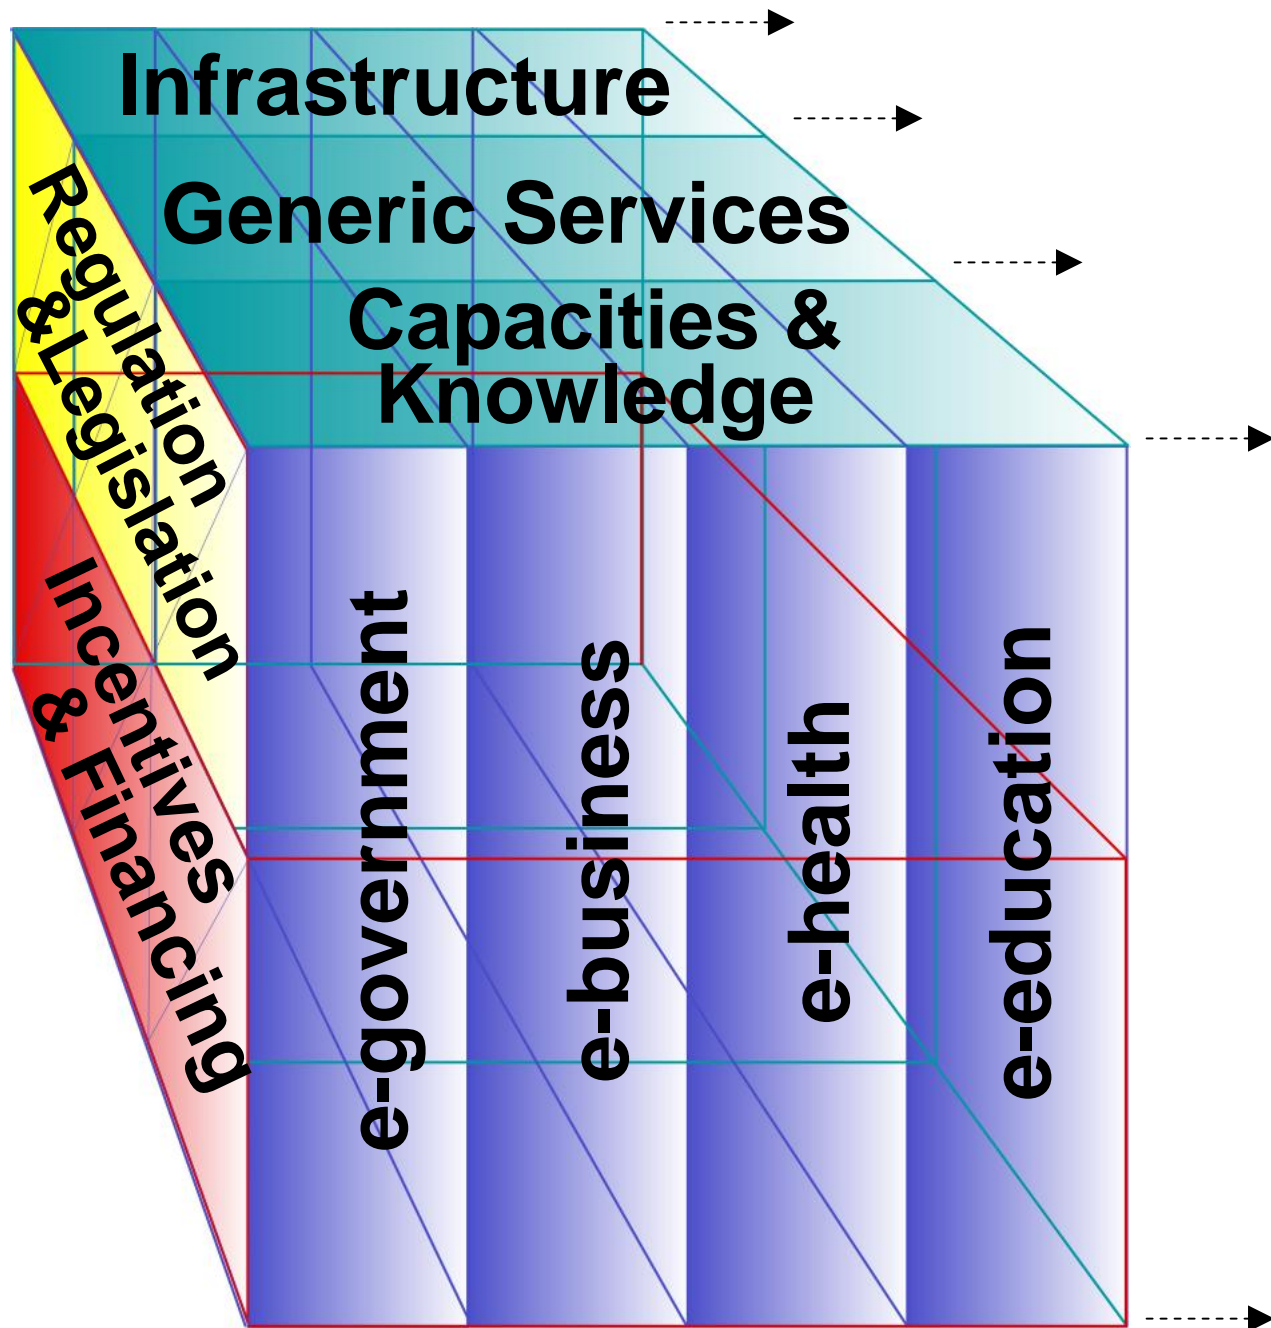 Infrastructure
Generic Services
Capacities &
Knowledge
Regulation
&Legislation
Incentives
& Financing
e-government
e-business
e-health
e-education